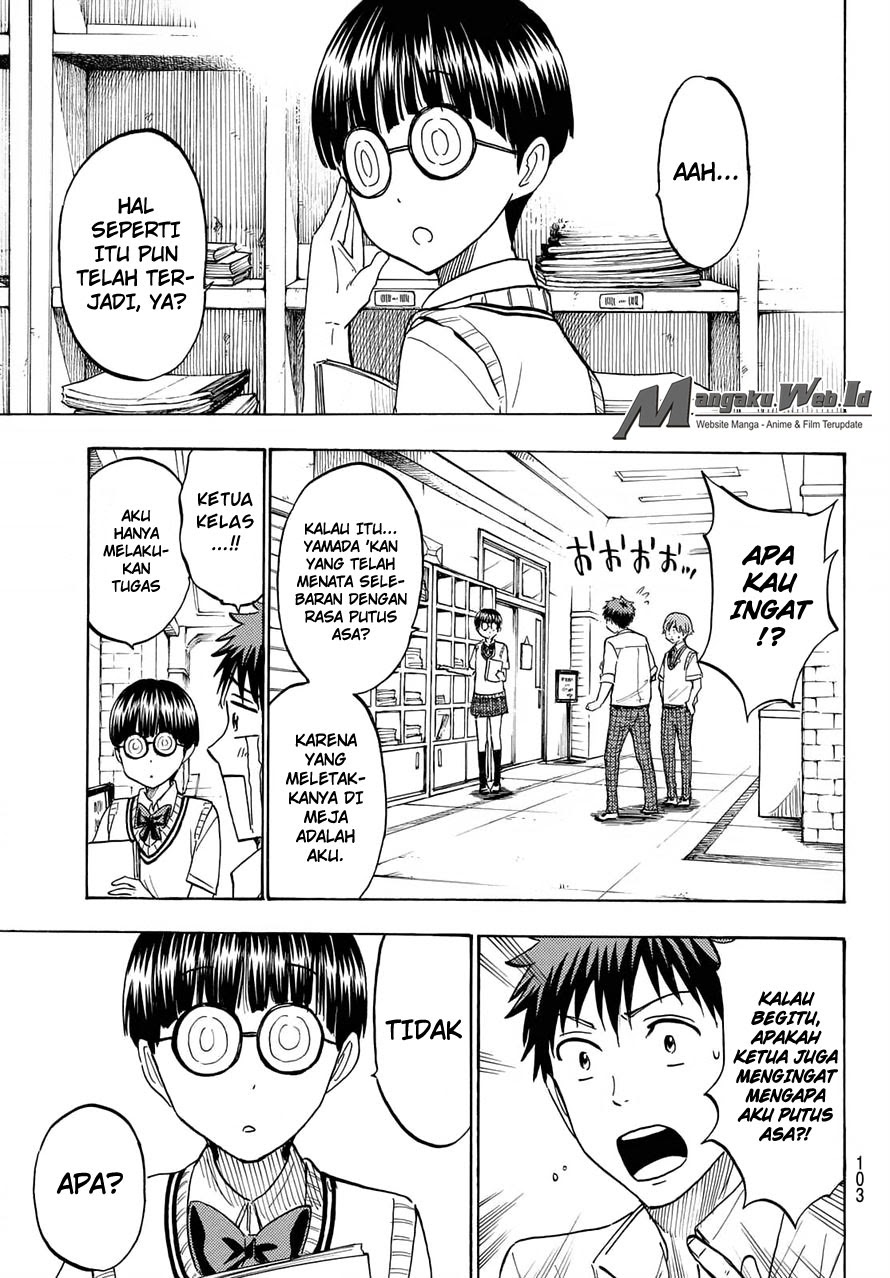 AAH...
HAL
SEPERTI
ITU PUN
TELAH TER-
JADI, YA?
Mangaku.Web.Id
Website Manga - Anime & Film Terupdate
APA
KAU
INGAT
!?
おおおお...
KALAU ITU...
YAMADA 'KAN
YANG TELAH
MENATA SELE-
BARAN DENGAN
RASA PUTUS
ASA?
KARENA
YANG
MELETAK-
KANYA DI
MEJA
ADALAH
AKU.
KETUA
KELAS
...!!
AKU
HANYA
MELAKU-
KAN
TUGAS
KALAU
BEGITU,
APAKAH
KETUA JUGA
MENGINGAT
MENGAPA
AKU PUTUS
ASA?!
TIDAK
APA?
103